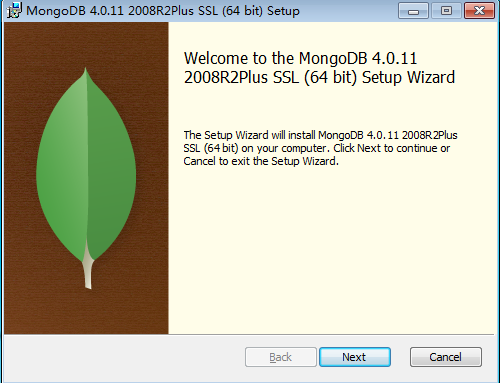 MongoDB 4.0.11 2008R2Plus SSL (64 bit) Setup
Welcome to the MongoDB 4.0.11
2008R2Plus SSL (64 bit) Setup Wizard
The Setup Wizard will install MongoDB 4.0.11 2008R2Plus
SSL (64 bit) on your computer. Click Next to continue or
Cancel to exit the Setup Wizard.
Back Next Cancel